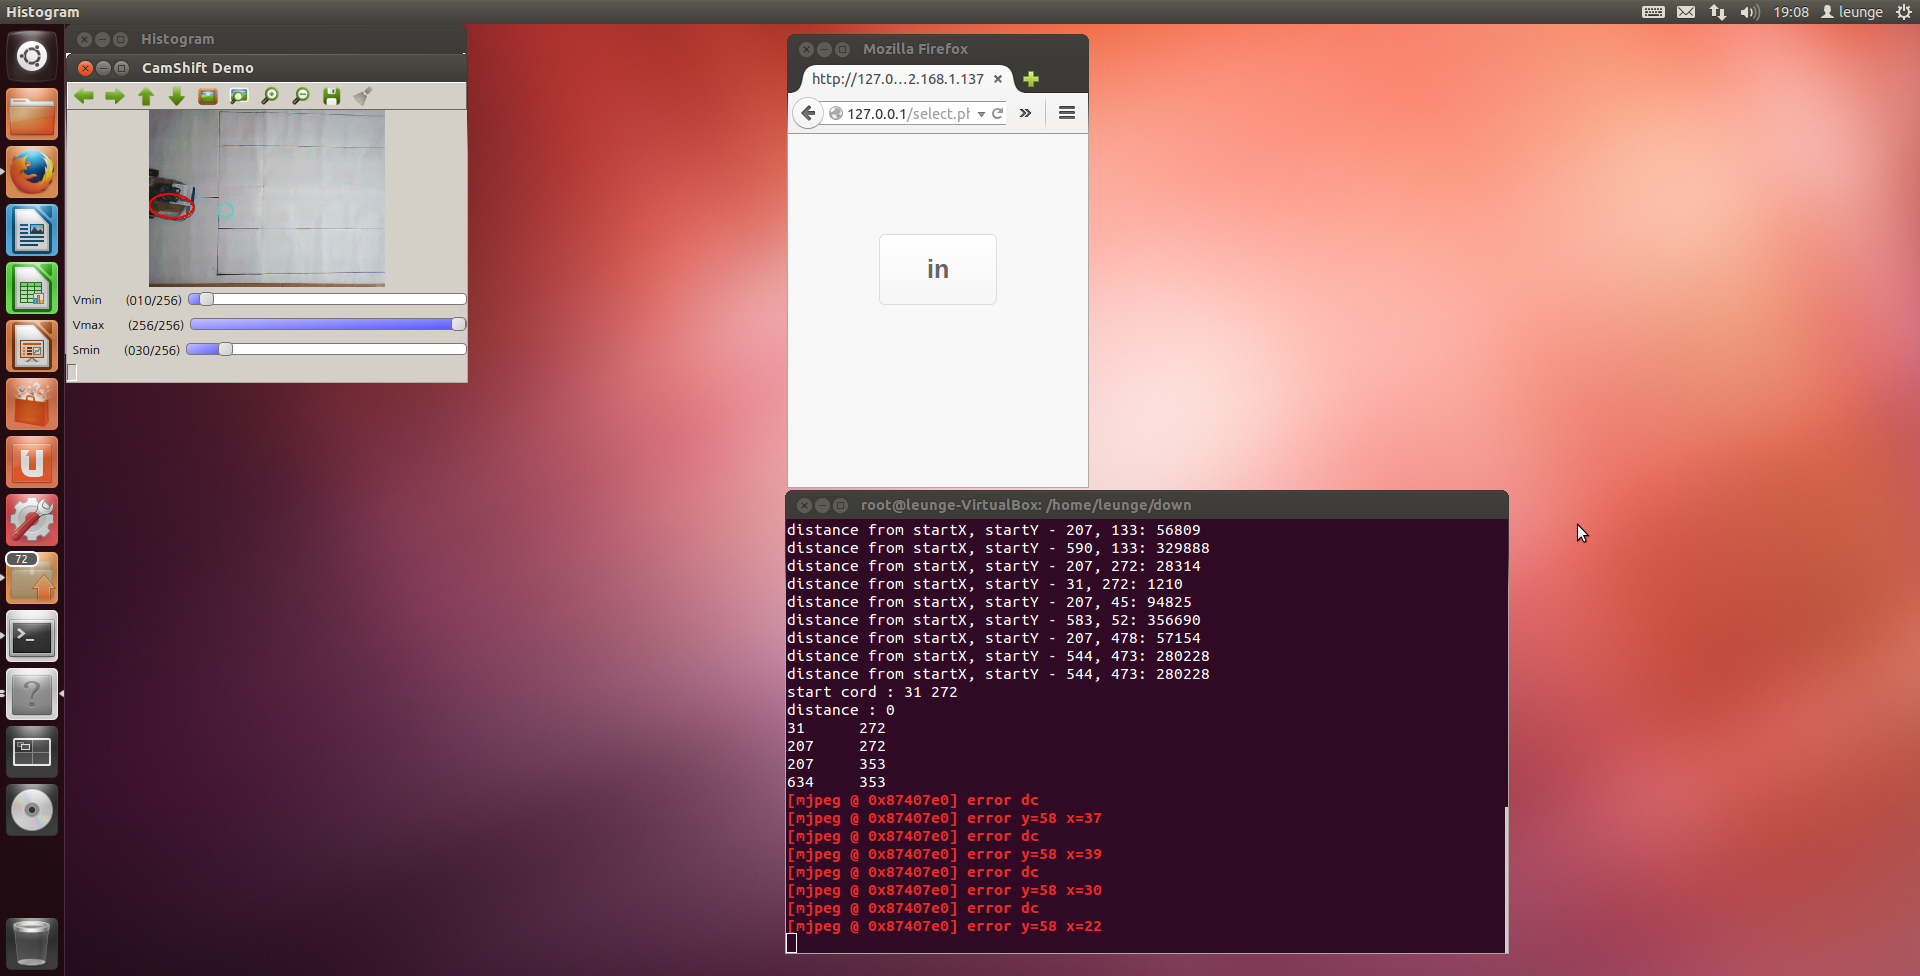 Histogram
19:08 leunge
Histogram
CamShift Demo
Vmin (010/256)
Vmax (256/256)
Smin (030/256)
72
Mozilla Firefox
http://127.0...2.168.1.137
127.0.0.1/select.ph
in
root@leunge-VirtualBox: /home/leunge/down
distance from startX, startY - 207, 133: 56809
distance from startX, startY - 590, 133: 329888
distance from startX, startY - 207, 272: 28314
distance from startX, startY - 31, 272: 1210
distance from startX, startY - 207, 45: 94825
distance from startX, startY - 583, 52: 356690
distance from startX, startY - 207, 478: 57154
distance from startX, startY - 544, 473: 280228
distance from startX, startY - 544, 473: 280228
start cord : 31 272
distance : 0
31 272
207 272
207 353
634 353
[mjpeg @ 0x87407e0] error dc
[mjpeg @ 0x87407e0] error y=58 x=37
[mjpeg @ 0x87407e0] error dc
[mjpeg @ 0x87407e0] error y=58 x=39
[mjpeg @ 0x87407e0] error dc
[mjpeg @ 0x87407e0] error y=58 x=30
[mjpeg @ 0x87407e0] error dc
[mjpeg @ 0x87407e0] error y=58 x=22